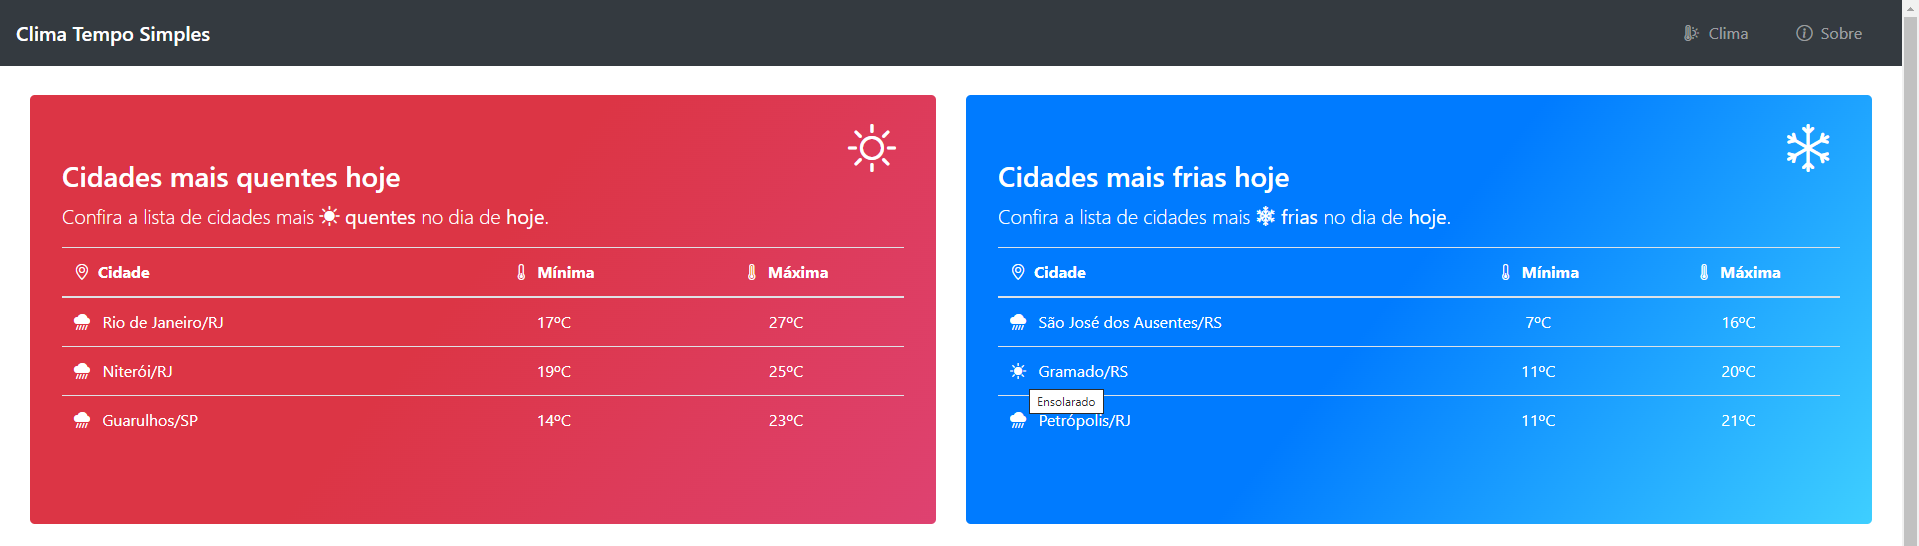 Clima Tempo Simples
Clima
Sobre
Cidades mais quentes hoje
Confira a lista de cidades mais quentes no dia de hoje.
Cidade Mínima Máxima
Rio de Janeiro/RJ 17ºC 27ºC
Niterói/RJ 19ºC 25ºC
Guarulhos/SP 14ºC 23ºC
Cidades mais frias hoje
Confira a lista de cidades mais frias no dia de hoje.
Cidade Mínima Máxima
São José dos Ausentes/RS 7ºC 16ºC
Gramado/RS 11ºC 20ºC
Ensolarado
Petrópolis/RJ 11ºC 21ºC